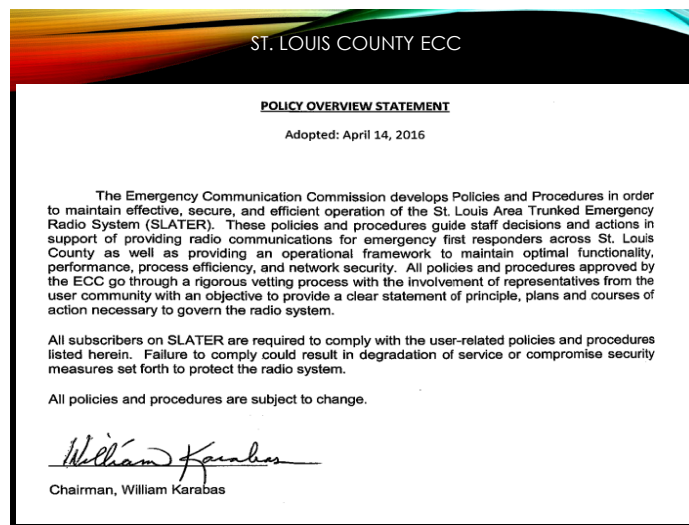 ST. LOUIS COUNTY ECC
POLICY OVERVIEW STATEMENT
Adopted: April 14, 2016
The Emergency Communication Commission develops Policies and Procedures in order
to maintain effective, secure, and efficient operation of the St. Louis Area Trunked Emergency
Radio System (SLATER). These policies and procedures guide staff decisions and actions in
support of providing radio communications for emergency first responders across St. Louis
County as well as providing an operational framework to maintain optimal functionality,
performance, process efficiency, and network security. All policies and procedures approved by
the ECC go through a rigorous vetting process with the involvement of representatives from the
user community with an objective to provide a clear statement of principle, plans and courses of
action necessary to govern the radio system.
All subscribers on SLATER are required to comply with the user-related policies and procedures
listed herein. Failure to comply could result in degradation of service or compromise security
measures set forth to protect the radio system.
All policies and procedures are subject to change.
William Karabas
Chairman, William Karabas